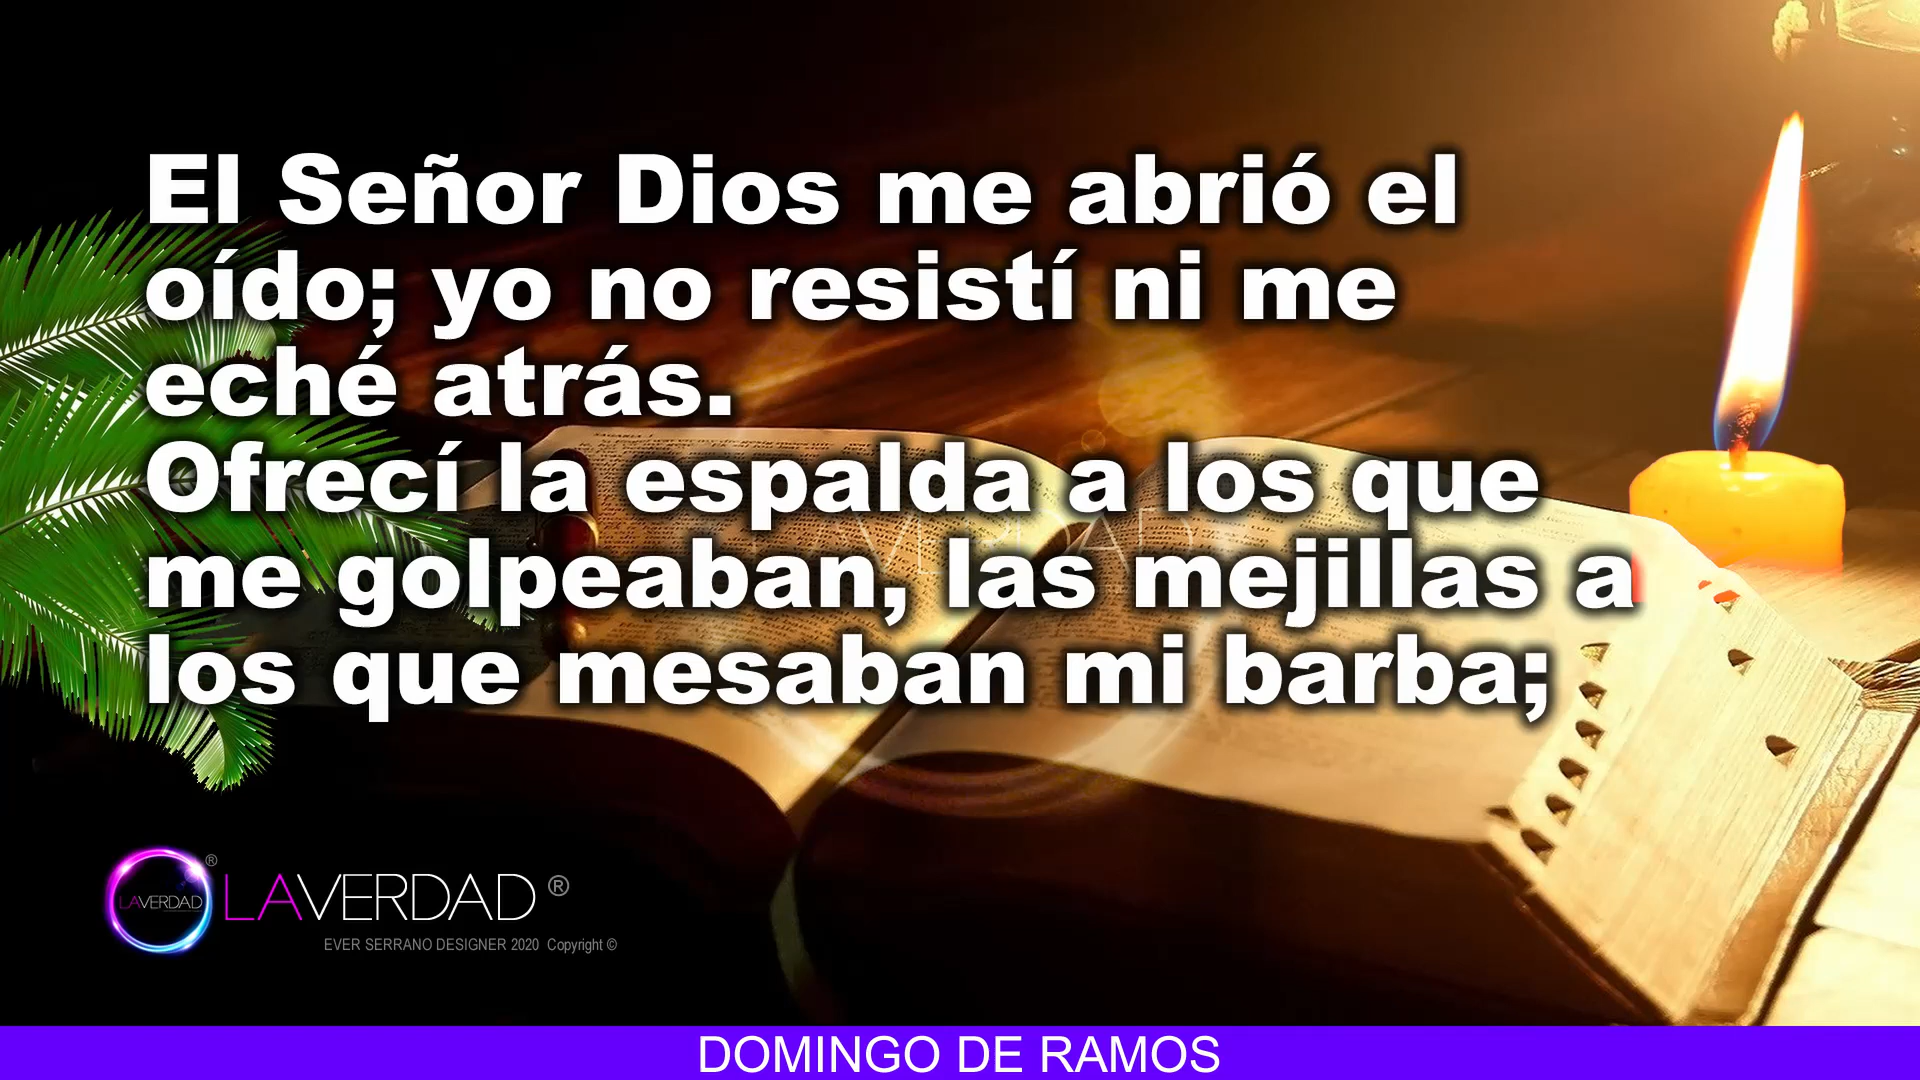 El Señor Dios me abrió el
oído; yo no resistí ni me
eché atrás.
Ofrecí la espalda a los que
me golpeaban, las mejillas a
los que mesaban mi barba;
LAVERDAD ®
LAVERDAD ®
EVER SERRANO DESIGNER 2020 Copyright ©
DOMINGO DE RAMOS